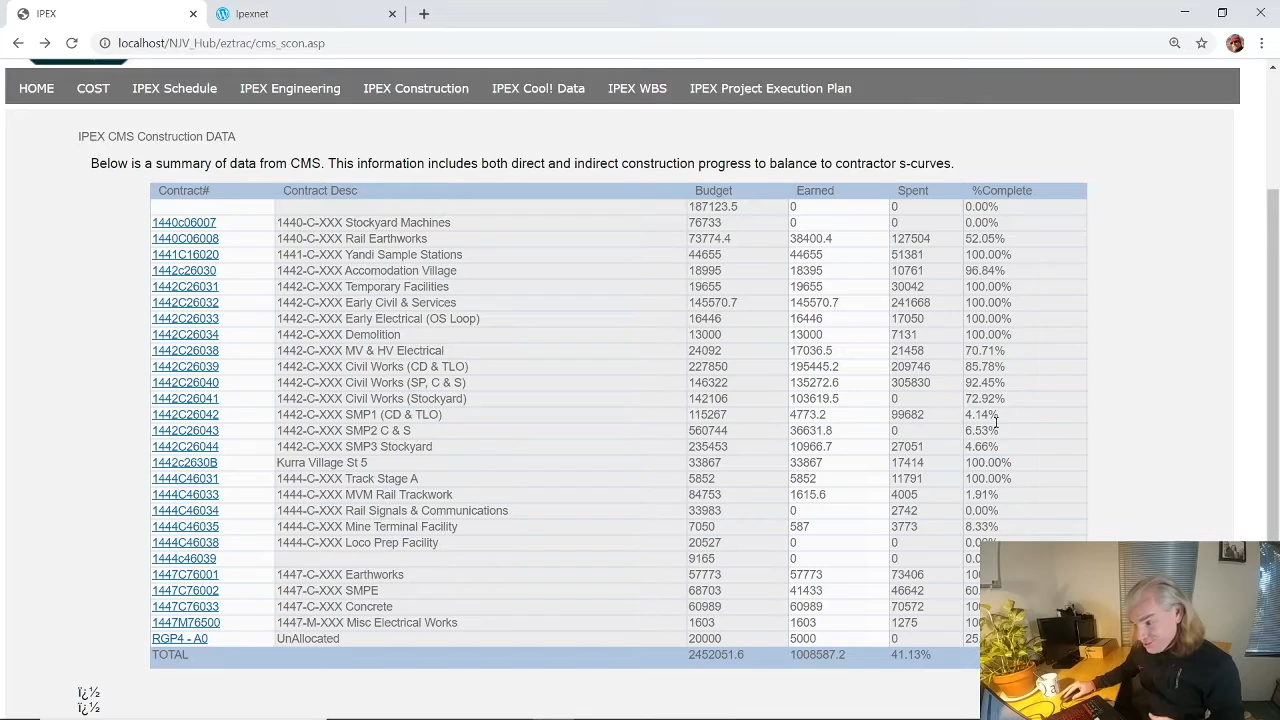 IPEX
Ipexnet
localhost/NJV_Hub/eztrac/cms_scon.asp
HOME COST IPEX Schedule IPEX Engineering IPEX Construction IPEX Cool! Data IPEX WBS IPEX Project Execution Plan
IPEX CMS Construction DATA
Below is a summary of data from CMS. This information includes both direct and indirect construction progress to balance to contractor s-curves.
Contract# Contract Desc Budget Earned Spent %Complete
187123.5 0 0 0.00%
1440c06007 1440-C-XXX Stockyard Machines 76733 0 0 0.00%
1440C06008 1440-C-XXX Rail Earthworks 73774.4 38400.4 127504 52.05%
1441C16020 1441-C-XXX Yandi Sample Stations 44655 44655 51381 100.00%
1442c26030 1442-C-XXX Accomodation Village 18995 18395 10761 96.84%
1442C26031 1442-C-XXX Temporary Facilities 19655 19655 30042 100.00%
1442C26032 1442-C-XXX Early Civil & Services 145570.7 145570.7 241668 100.00%
1442C26033 1442-C-XXX Early Electrical (OS Loop) 16446 16446 17050 100.00%
1442C26034 1442-C-XXX Demolition 13000 13000 7131 100.00%
1442C26038 1442-C-XXX MV & HV Electrical 24092 17036.5 21458 70.71%
1442C26039 1442-C-XXX Civil Works (CD & TLO) 227850 195445.2 209746 85.78%
1442C26040 1442-C-XXX Civil Works (SP, C & S) 146322 135272.6 305830 92.45%
1442C26041 1442-C-XXX Civil Works (Stockyard) 142106 103619.5 0 72.92%
1442C26042 1442-C-XXX SMP1 (CD & TLO) 115267 4773.2 99682 4.14%
1442C26043 1442-C-XXX SMP2 C & S 560744 36631.8 0 6.53%
1442C26044 1442-C-XXX SMP3 Stockyard 235453 10966.7 27051 4.66%
1442c2630B Kurra Village St 5 33867 33867 17414 100.00%
1444C46031 1444-C-XXX Track Stage A 5852 5852 11791 100.00%
1444C46033 1444-C-XXX MVM Rail Trackwork 84753 1615.6 4005 1.91%
1444C46034 1444-C-XXX Rail Signals & Communications 33983 0 2742 0.00%
1444C46035 1444-C-XXX Mine Terminal Facility 7050 587 3773 8.33%
1444C46038 1444-C-XXX Loco Prep Facility 20527 0 0
1444c46039 9165 0 0
1447C76001 1447-C-XXX Earthworks 57773 57773 73406
1447C76002 1447-C-XXX SMPE 68703 41433 46642
1447C76033 1447-C-XXX Concrete 60989 60989 70572
1447M76500 1447-M-XXX Misc Electrical Works 1603 1603 1275
RGP4 - A0 UnAllocated 20000 5000 0
TOTAL 2452051.6 1008587.2 41.13%
ï¿½
ï¿½